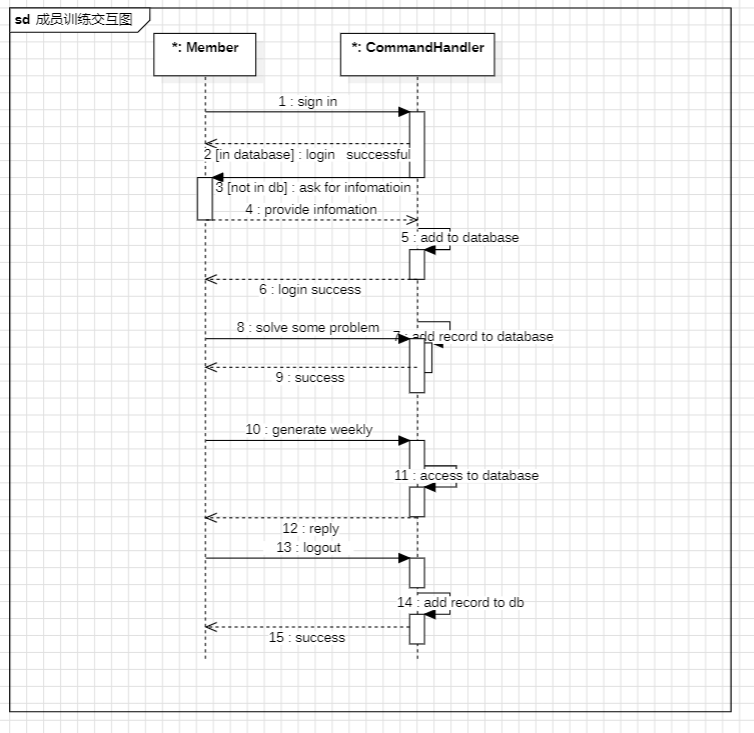 sd 成员训练交互图
*: Member
*: CommandHandler
1 : sign in
2 [in database] : login successful
3 [not in db] : ask for infomatioin
4 : provide infomation
5 : add to database
6 : login success
8 : solve some problem
7 : add record to database
9 : success
10 : generate weekly
11 : access to database
12 : reply
13 : logout
14 : add record to db
15 : success